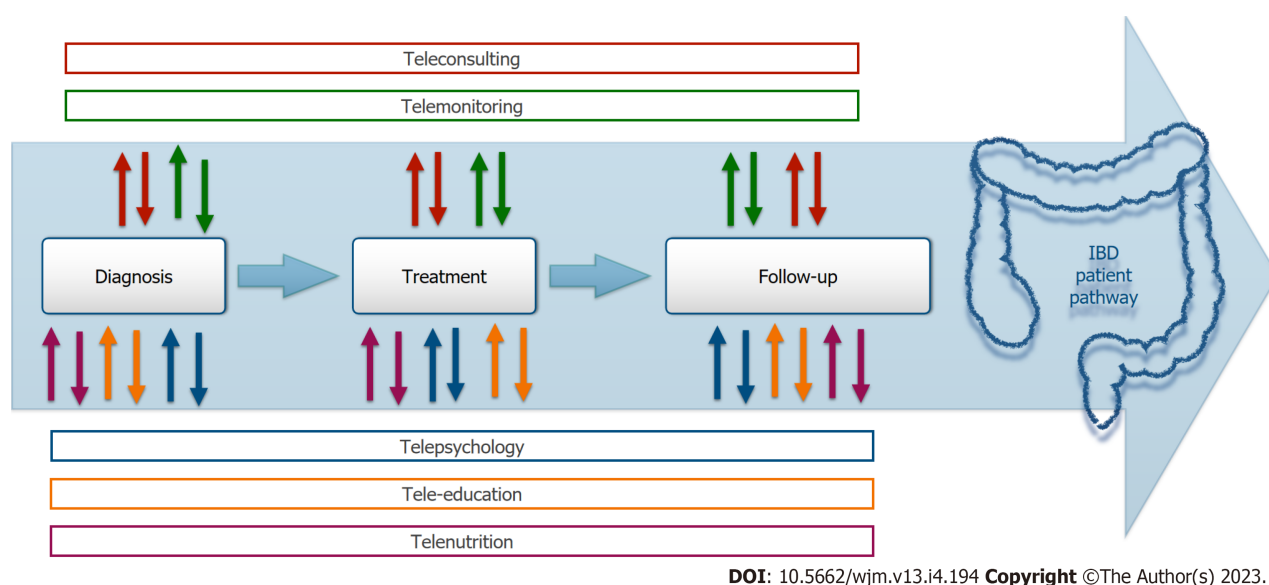 Teleconsulting
Telemonitoring
Diagnosis
Treatment
Follow-up
IBD
patient
pathway
Telepsychology
Tele-education
Telenutrition
DOI: 10.5662/wjm.v13.i4.194 Copyright ©The Author(s) 2023.